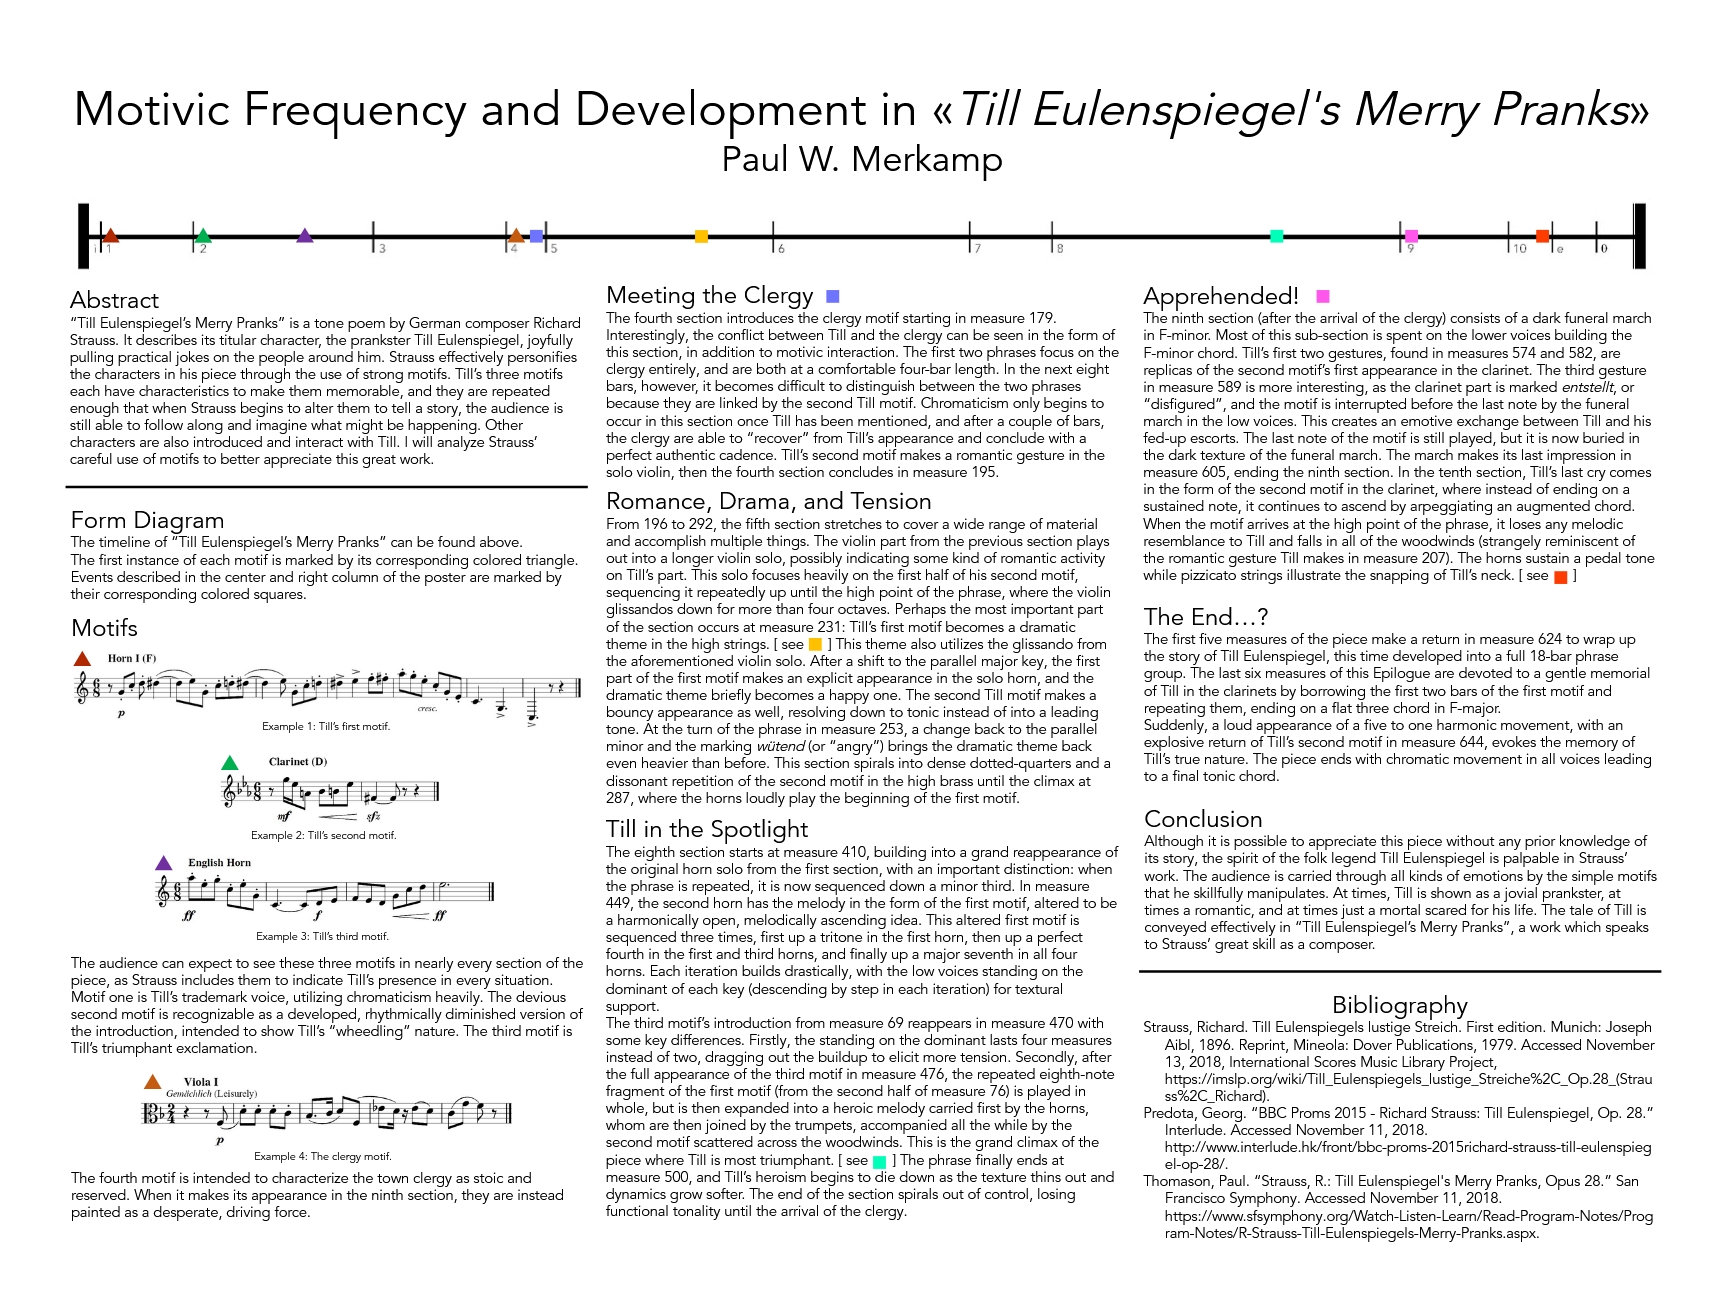 Motivic Frequency and Development in «Till Eulenspiegel's Merry Pranks»
Paul W. Merkamp
i 1 2 3 4 5 6 7 8 9 10 e 0
Abstract
“Till Eulenspiegel’s Merry Pranks” is a tone poem by German composer Richard
Strauss. It describes its titular character, the prankster Till Eulenspiegel, joyfully
pulling practical jokes on the people around him. Strauss effectively personifies
the characters in his piece through the use of strong motifs. Till’s three motifs
each have characteristics to make them memorable, and they are repeated
enough that when Strauss begins to alter them to tell a story, the audience is
still able to follow along and imagine what might be happening. Other
characters are also introduced and interact with Till. I will analyze Strauss’
careful use of motifs to better appreciate this great work.
Form Diagram
The timeline of “Till Eulenspiegel’s Merry Pranks” can be found above.
The first instance of each motif is marked by its corresponding colored triangle.
Events described in the center and right column of the poster are marked by
their corresponding colored squares.
Motifs
Horn I (F)
p
cresc.
Example 1: Till’s first motif.
Clarinet (D)
mf sfz
Example 2: Till’s second motif.
English Horn
ff f ff
Example 3: Till’s third motif.
The audience can expect to see these three motifs in nearly every section of the
piece, as Strauss includes them to indicate Till’s presence in every situation.
Motif one is Till’s trademark voice, utilizing chromaticism heavily. The devious
second motif is recognizable as a developed, rhythmically diminished version of
the introduction, intended to show Till’s “wheedling” nature. The third motif is
Till’s triumphant exclamation.
Viola I
Gemächlich (Leisurely)
p
Example 4: The clergy motif.
The fourth motif is intended to characterize the town clergy as stoic and
reserved. When it makes its appearance in the ninth section, they are instead
painted as a desperate, driving force.
Meeting the Clergy
The fourth section introduces the clergy motif starting in measure 179.
Interestingly, the conflict between Till and the clergy can be seen in the form of
this section, in addition to motivic interaction. The first two phrases focus on the
clergy entirely, and are both at a comfortable four-bar length. In the next eight
bars, however, it becomes difficult to distinguish between the two phrases
because they are linked by the second Till motif. Chromaticism only begins to
occur in this section once Till has been mentioned, and after a couple of bars,
the clergy are able to “recover” from Till’s appearance and conclude with a
perfect authentic cadence. Till’s second motif makes a romantic gesture in the
solo violin, then the fourth section concludes in measure 195.
Romance, Drama, and Tension
From 196 to 292, the fifth section stretches to cover a wide range of material
and accomplish multiple things. The violin part from the previous section plays
out into a longer violin solo, possibly indicating some kind of romantic activity
on Till’s part. This solo focuses heavily on the first half of his second motif,
sequencing it repeatedly up until the high point of the phrase, where the violin
glissandos down for more than four octaves. Perhaps the most important part
of the section occurs at measure 231: Till’s first motif becomes a dramatic
theme in the high strings. [ see ] This theme also utilizes the glissando from
the aforementioned violin solo. After a shift to the parallel major key, the first
part of the first motif makes an explicit appearance in the solo horn, and the
dramatic theme briefly becomes a happy one. The second Till motif makes a
bouncy appearance as well, resolving down to tonic instead of into a leading
tone. At the turn of the phrase in measure 253, a change back to the parallel
minor and the marking wütend (or “angry”) brings the dramatic theme back
even heavier than before. This section spirals into dense dotted-quarters and a
dissonant repetition of the second motif in the high brass until the climax at
287, where the horns loudly play the beginning of the first motif.
Till in the Spotlight
The eighth section starts at measure 410, building into a grand reappearance of
the original horn solo from the first section, with an important distinction: when
the phrase is repeated, it is now sequenced down a minor third. In measure
449, the second horn has the melody in the form of the first motif, altered to be
a harmonically open, melodically ascending idea. This altered first motif is
sequenced three times, first up a tritone in the first horn, then up a perfect
fourth in the first and third horns, and finally up a major seventh in all four
horns. Each iteration builds drastically, with the low voices standing on the
dominant of each key (descending by step in each iteration) for textural
support.
The third motif’s introduction from measure 69 reappears in measure 470 with
some key differences. Firstly, the standing on the dominant lasts four measures
instead of two, dragging out the buildup to elicit more tension. Secondly, after
the full appearance of the third motif in measure 476, the repeated eighth-note
fragment of the first motif (from the second half of measure 76) is played in
whole, but is then expanded into a heroic melody carried first by the horns,
whom are then joined by the trumpets, accompanied all the while by the
second motif scattered across the woodwinds. This is the grand climax of the
piece where Till is most triumphant. [ see ] The phrase finally ends at
measure 500, and Till’s heroism begins to die down as the texture thins out and
dynamics grow softer. The end of the section spirals out of control, losing
functional tonality until the arrival of the clergy.
Apprehended!
The ninth section (after the arrival of the clergy) consists of a dark funeral march
in F-minor. Most of this sub-section is spent on the lower voices building the
F-minor chord. Till’s first two gestures, found in measures 574 and 582, are
replicas of the second motif’s first appearance in the clarinet. The third gesture
in measure 589 is more interesting, as the clarinet part is marked entstellt, or
“disfigured”, and the motif is interrupted before the last note by the funeral
march in the low voices. This creates an emotive exchange between Till and his
fed-up escorts. The last note of the motif is still played, but it is now buried in
the dark texture of the funeral march. The march makes its last impression in
measure 605, ending the ninth section. In the tenth section, Till’s last cry comes
in the form of the second motif in the clarinet, where instead of ending on a
sustained note, it continues to ascend by arpeggiating an augmented chord.
When the motif arrives at the high point of the phrase, it loses any melodic
resemblance to Till and falls in all of the woodwinds (strangely reminiscent of
the romantic gesture Till makes in measure 207). The horns sustain a pedal tone
while pizzicato strings illustrate the snapping of Till’s neck. [ see ]
The End…?
The first five measures of the piece make a return in measure 624 to wrap up
the story of Till Eulenspiegel, this time developed into a full 18-bar phrase
group. The last six measures of this Epilogue are devoted to a gentle memorial
of Till in the clarinets by borrowing the first two bars of the first motif and
repeating them, ending on a flat three chord in F-major.
Suddenly, a loud appearance of a five to one harmonic movement, with an
explosive return of Till’s second motif in measure 644, evokes the memory of
Till’s true nature. The piece ends with chromatic movement in all voices leading
to a final tonic chord.
Conclusion
Although it is possible to appreciate this piece without any prior knowledge of
its story, the spirit of the folk legend Till Eulenspiegel is palpable in Strauss’
work. The audience is carried through all kinds of emotions by the simple motifs
that he skillfully manipulates. At times, Till is shown as a jovial prankster, at
times a romantic, and at times just a mortal scared for his life. The tale of Till is
conveyed effectively in “Till Eulenspiegel’s Merry Pranks”, a work which speaks
to Strauss’ great skill as a composer.
Bibliography
Strauss, Richard. Till Eulenspiegels lustige Streich. First edition. Munich: Joseph
Aibl, 1896. Reprint, Mineola: Dover Publications, 1979. Accessed November
13, 2018, International Scores Music Library Project,
https://imslp.org/wiki/Till_Eulenspiegels_lustige_Streiche%2C_Op.28_(Strau
ss%2C_Richard).
Predota, Georg. “BBC Proms 2015 - Richard Strauss: Till Eulenspiegel, Op. 28.”
Interlude. Accessed November 11, 2018.
http://www.interlude.hk/front/bbc-proms-2015richard-strauss-till-eulenspieg
el-op-28/.
Thomason, Paul. “Strauss, R.: Till Eulenspiegel's Merry Pranks, Opus 28.” San
Francisco Symphony. Accessed November 11, 2018.
https://www.sfsymphony.org/Watch-Listen-Learn/Read-Program-Notes/Prog
ram-Notes/R-Strauss-Till-Eulenspiegels-Merry-Pranks.aspx.